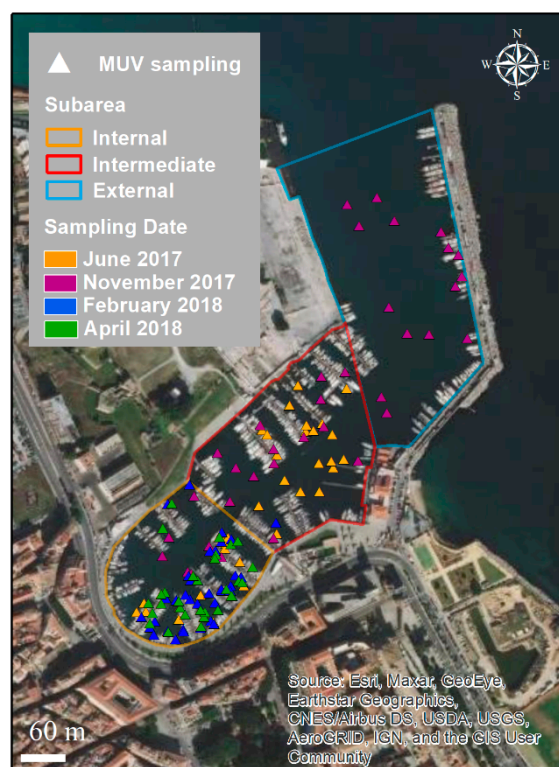 N
W E
S
MUV sampling
Subarea
Internal
Intermediate
External
Sampling Date
June 2017
November 2017
February 2018
April 2018
Source: Esri, Maxar, GeoEye,
Earthstar Geographics,
CNES/Airbus DS, USDA, USGS,
AeroGRID, IGN, and the GIS User
Community
60 m